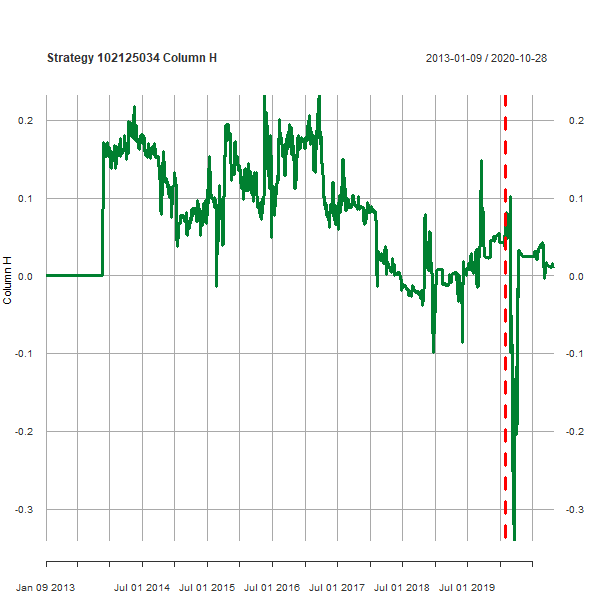 Strategy 102125034 Column H 2013-01-09 / 2020-10-28
0.2 0.2
0.1 0.1
0.0 0.0
-0.1 -0.1
-0.2 -0.2
-0.3 -0.3
Column H
Jan 09 2013 Jul 01 2014 Jul 01 2015 Jul 01 2016 Jul 01 2017 Jul 01 2018 Jul 01 2019